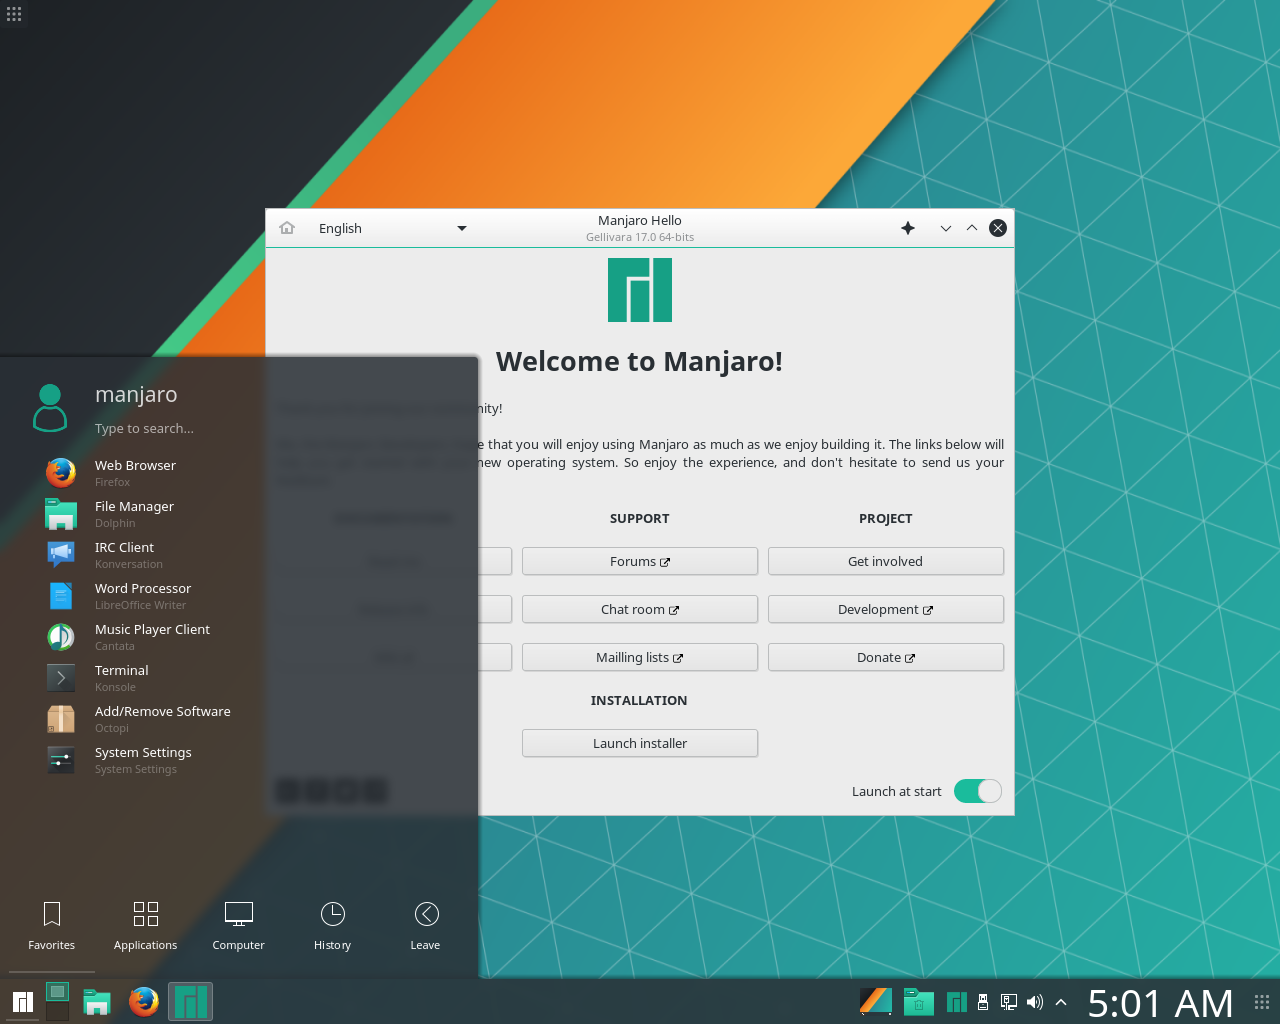 English
Manjaro Hello
Gellivara 17.0 64-bits
Welcome to Manjaro!
that you will enjoy using Manjaro as much as we enjoy building it. The links below will
new operating system. So enjoy the experience, and don't hesitate to send us your
SUPPORT
PROJECT
Forums
Get involved
Chat room
Development
Mailling lists
Donate
INSTALLATION
Launch installer
Launch at start
manjaro
Type to search...
Web Browser
Firefox
File Manager
Dolphin
IRC Client
Konversation
Word Processor
LibreOffice Writer
Music Player Client
Cantata
Terminal
Konsole
Add/Remove Software
Octopi
System Settings
System Settings
Favorites
Applications
Computer
History
Leave
5:01 AM